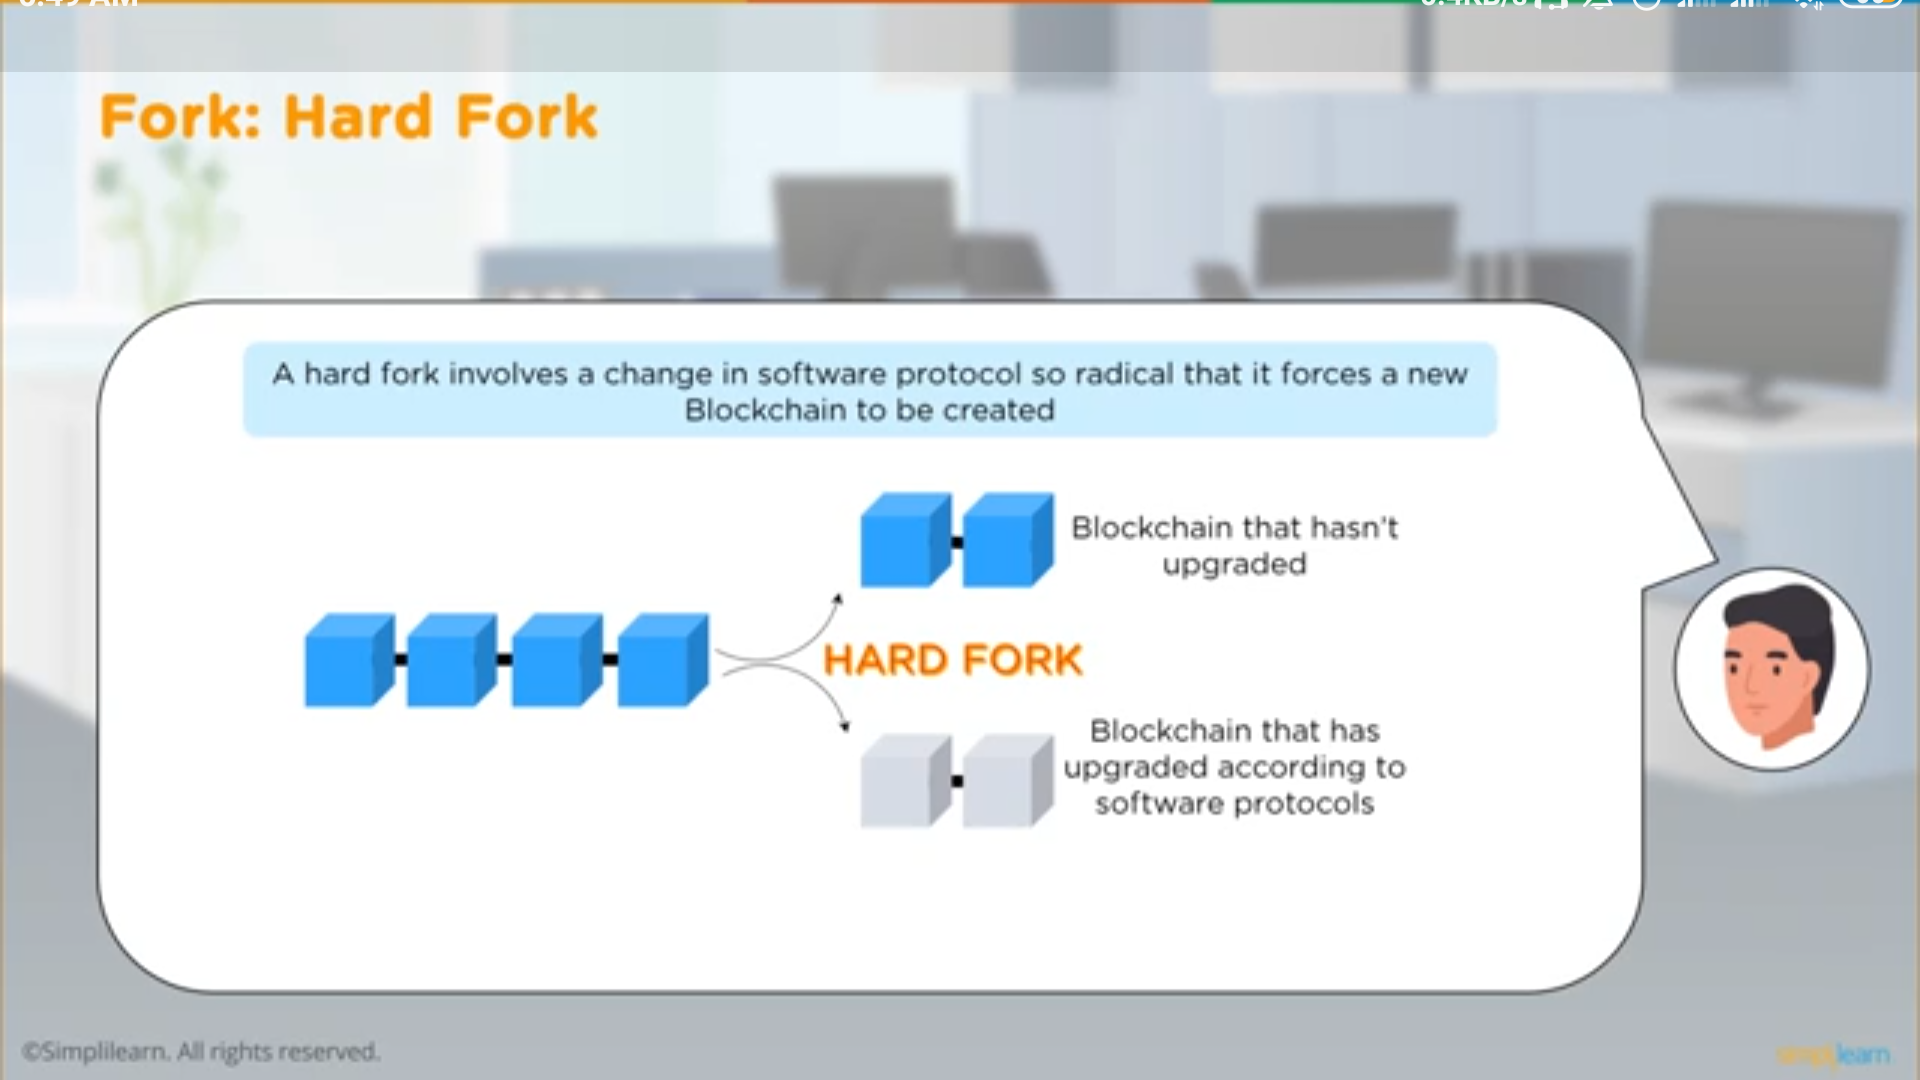 Fork: Hard Fork
A hard fork involves a change in software protocol so radical that it forces a new
Blockchain to be created
Blockchain that hasn't
upgraded
HARD FORK
Blockchain that has
upgraded according to
software protocols
©Simplilearn. All rights reserved.
simplilearn